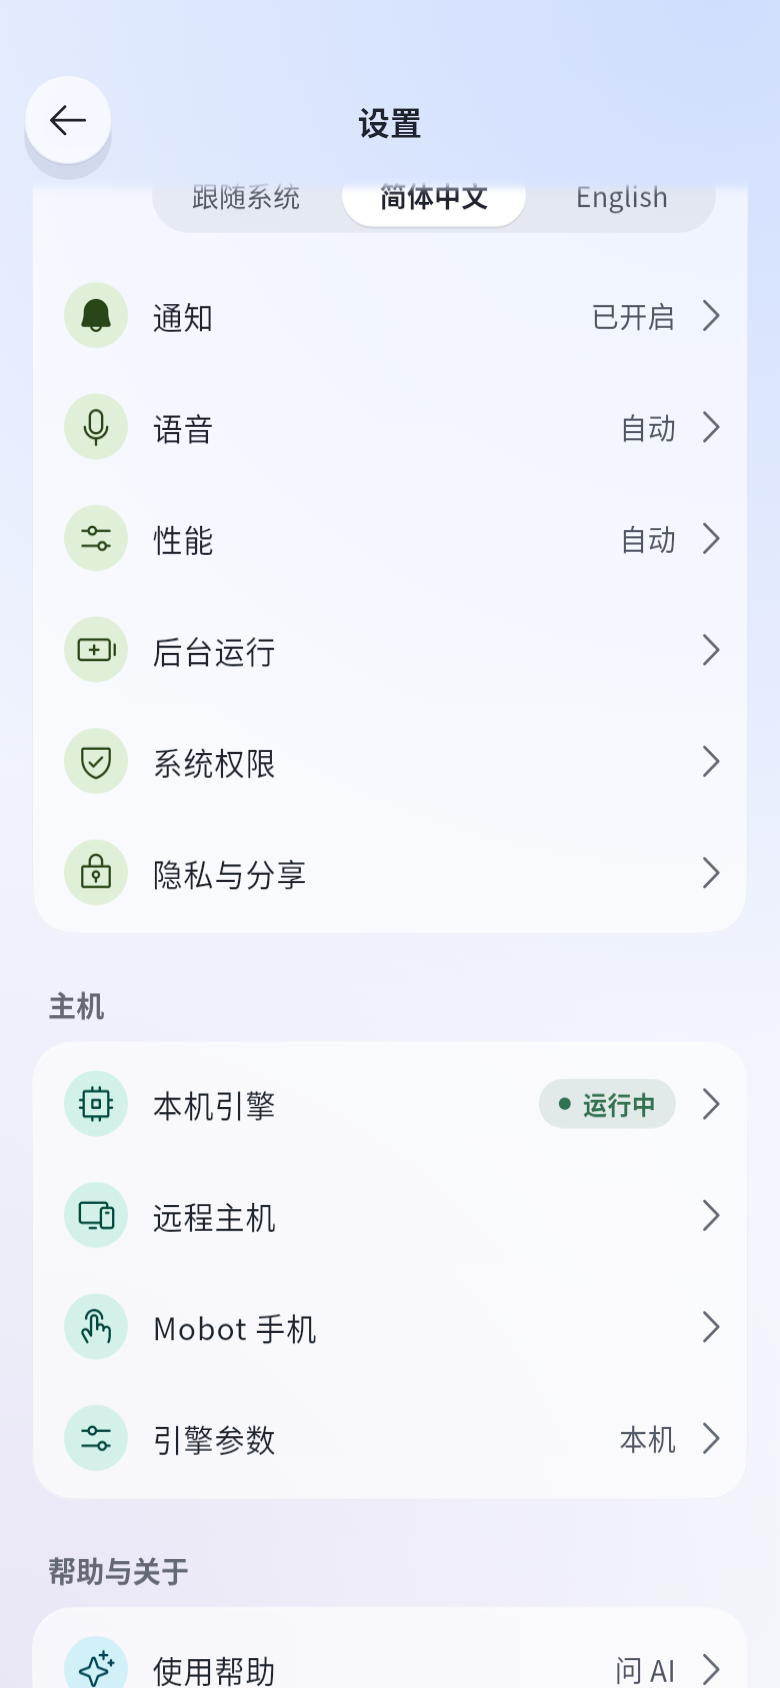 设置
跟随系统
简体中文
English
通知
已开启
语音
自动
性能
自动
后台运行
系统权限
隐私与分享
主机
本机引擎
运行中
远程主机
Mobot 手机
引擎参数
本机
帮助与关于
使用帮助
问 AI